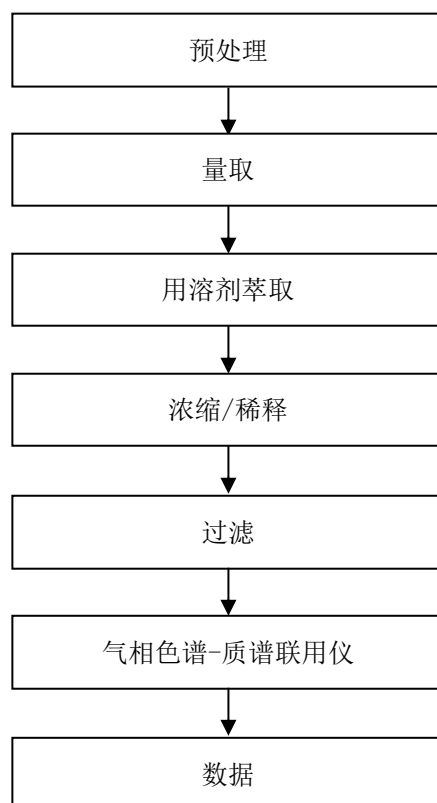 预处理
量取
用溶剂萃取
浓缩/稀释
过滤
气相色谱-质谱联用仪
数据